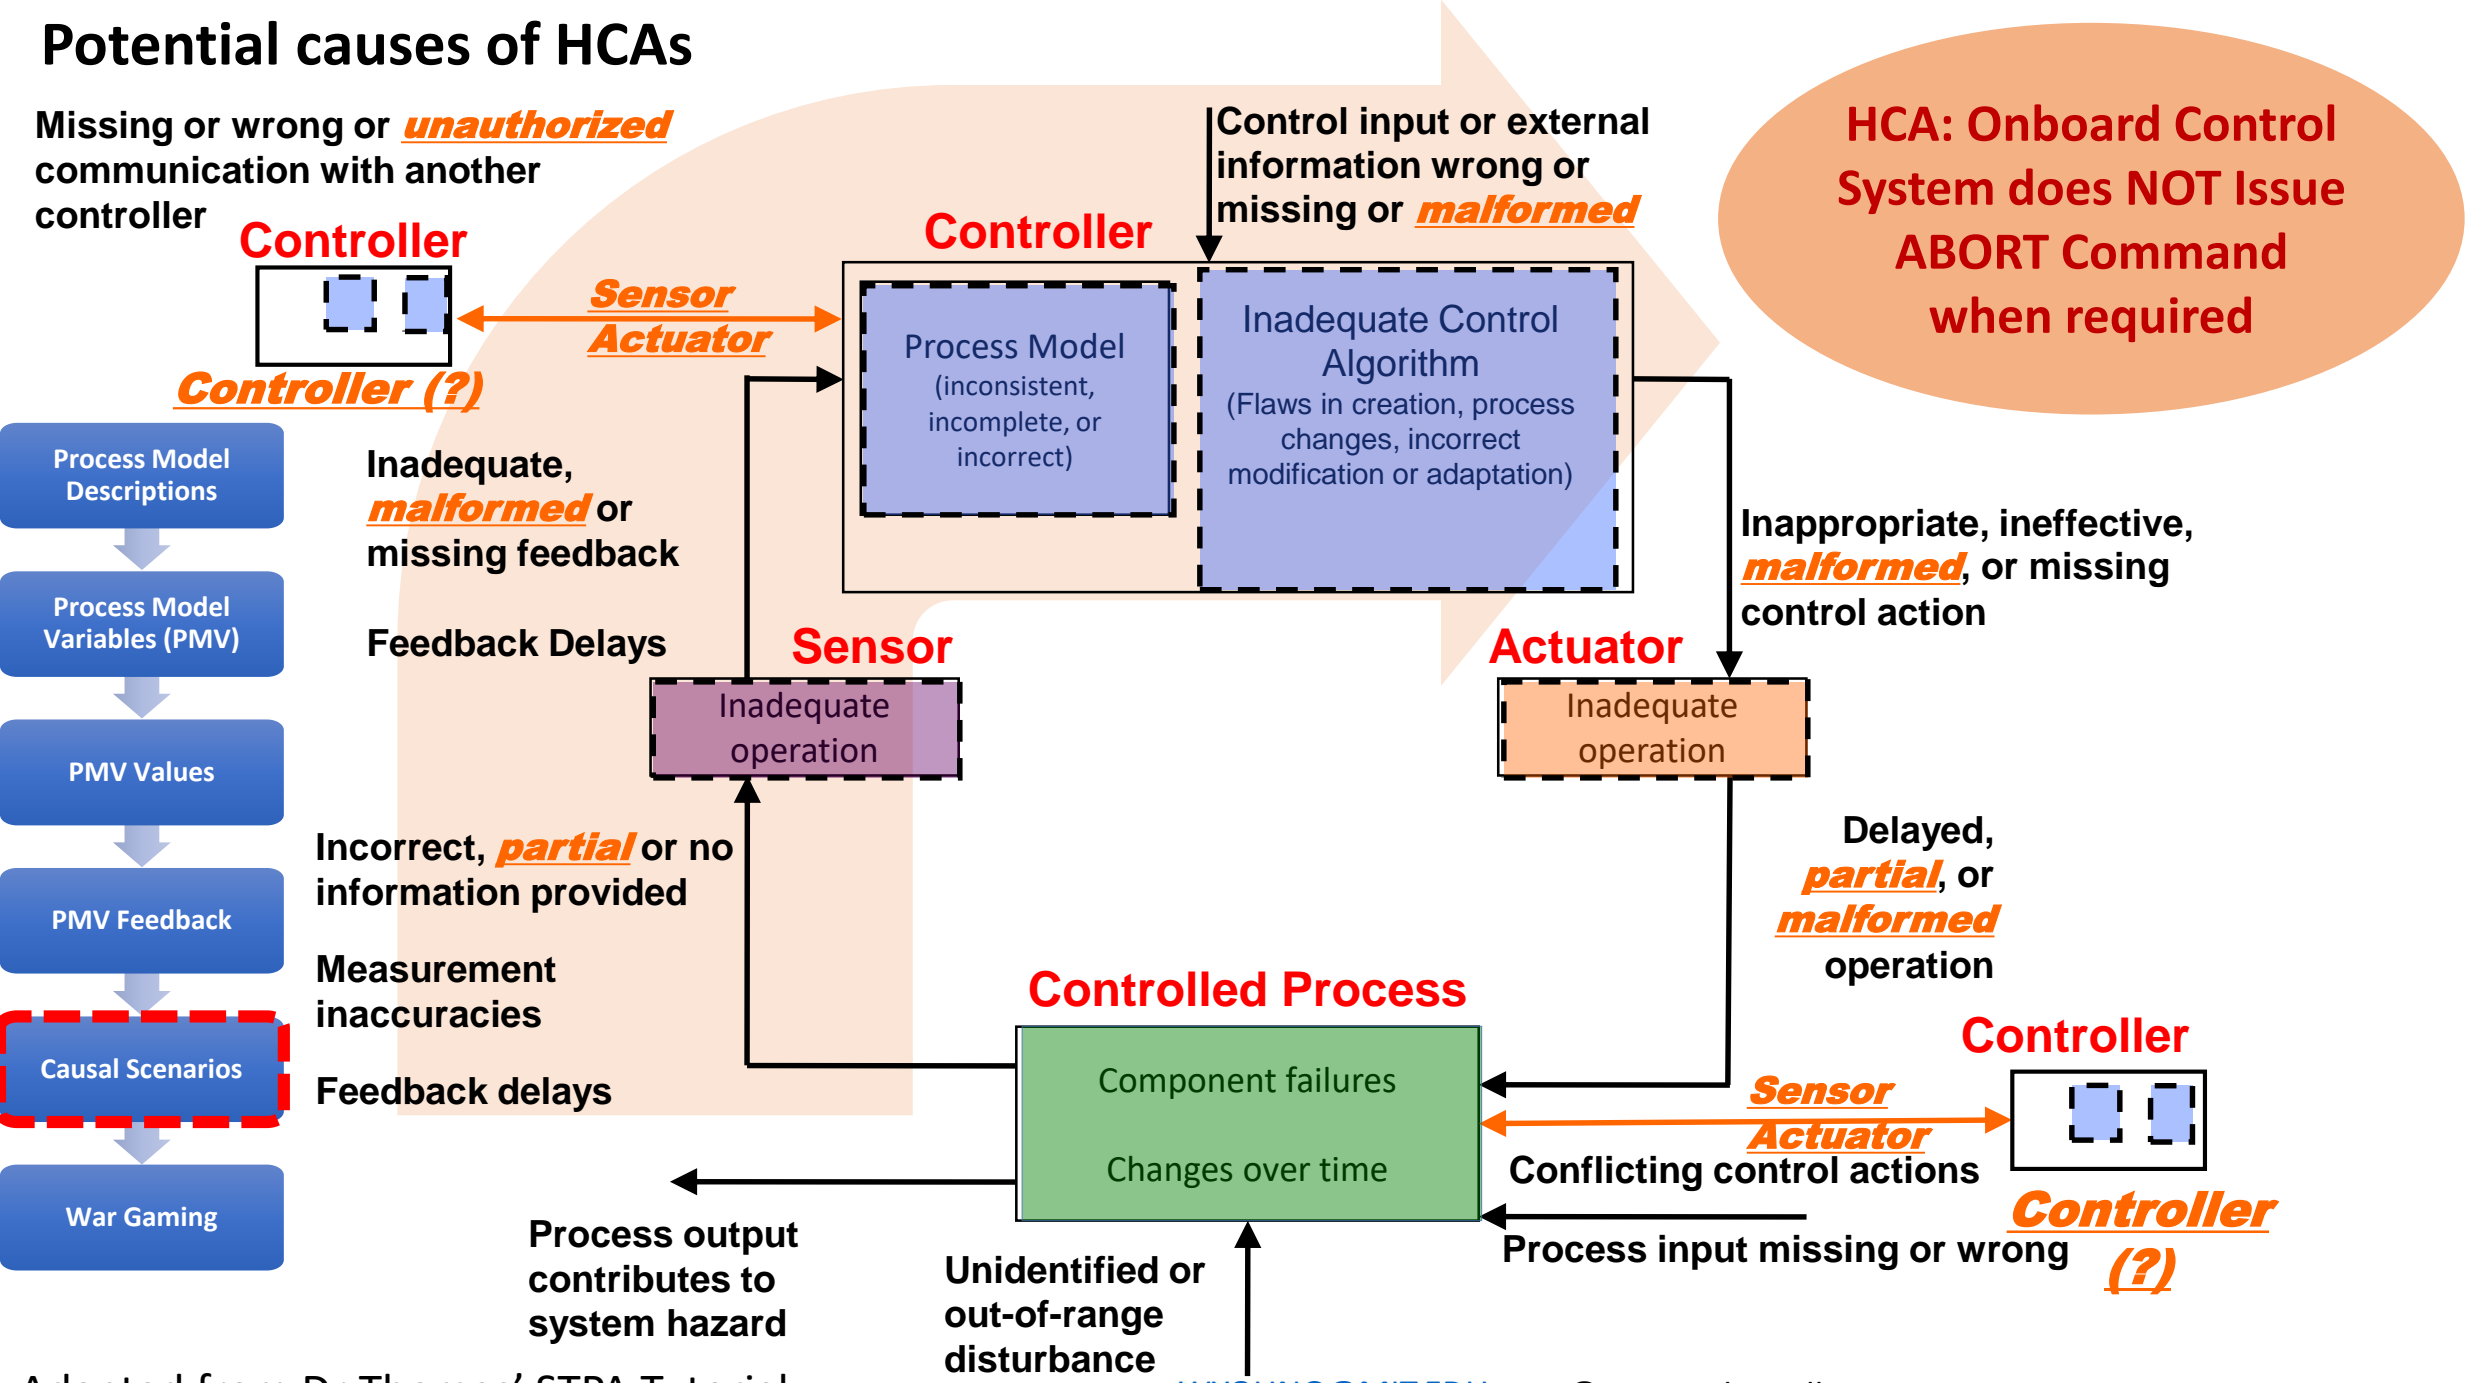 Potential causes of HCAs
Missing or wrong or unauthorized
communication with another
controller
Controller
Controller (?)
Sensor
Actuator
Controller
Control input or external
information wrong or
missing or malformed
HCA: Onboard Control
System does NOT Issue
ABORT Command
when required
Process Model
(inconsistent,
incomplete, or
incorrect)
Inadequate Control
Algorithm
(Flaws in creation, process
changes, incorrect
modification or adaptation)
Process Model
Descriptions
Process Model
Variables (PMV)
PMV Values
PMV Feedback
Causal Scenarios
War Gaming
Inadequate,
malformed or
missing feedback
Feedback Delays
Sensor
Inadequate
operation
Actuator
Inadequate
operation
Inappropriate, ineffective,
malformed, or missing
control action
Incorrect, partial or no
information provided
Measurement
inaccuracies
Feedback delays
Delayed,
partial, or
malformed
operation
Controlled Process
Component failures
Changes over time
Controller
Sensor
Actuator
Conflicting control actions
Controller
(?)
Process input missing or wrong
Process output
contributes to
system hazard
Unidentified or
out-of-range
disturbance
Adapted from Dr Thomas' STPA Tutorial